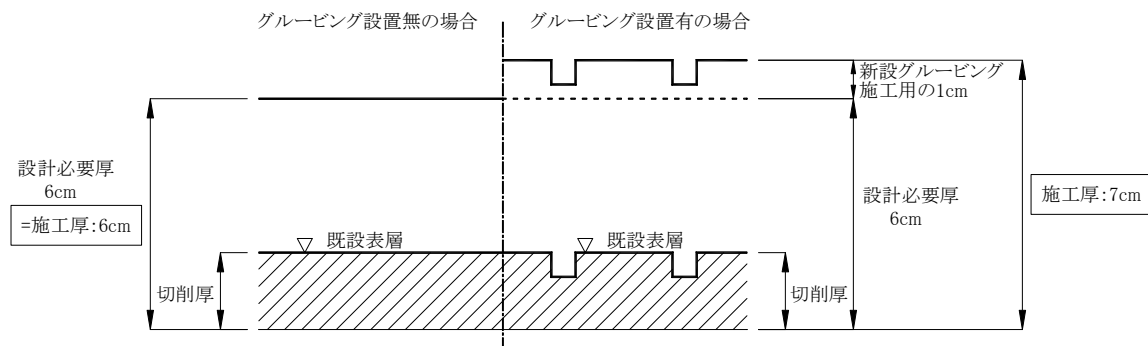 グルービング設置無の場合
グルービング設置有の場合
新設グルービング
施工用の1cm
設計必要厚
6cm
=施工厚:6cm
設計必要厚
6cm
施工厚:7cm
既設表層
既設表層
切削厚
切削厚